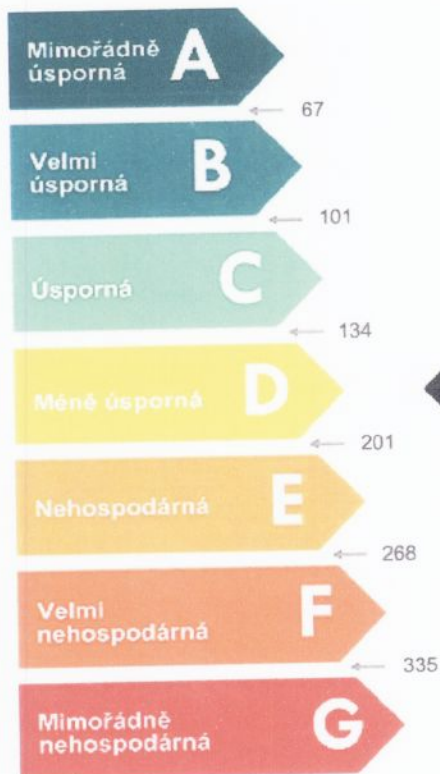 Mimořádně
úsporná A
67
Velmi
úsporná B
101
Úsporná C
134
Méně úsporná D
201
Nehospodárná E
268
Velmi
nehospodárná F
335
Mimořádně
nehospodárná G